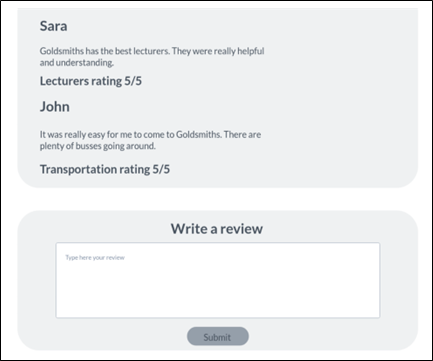 Sara
Goldsmiths has the best lecturers. They were really helpful
and understanding.
Lecturers rating 5/5
John
It was really easy for me to come to Goldsmiths. There are
plenty of busses going around.
Transportation rating 5/5
Write a review
Type here your review
Submit